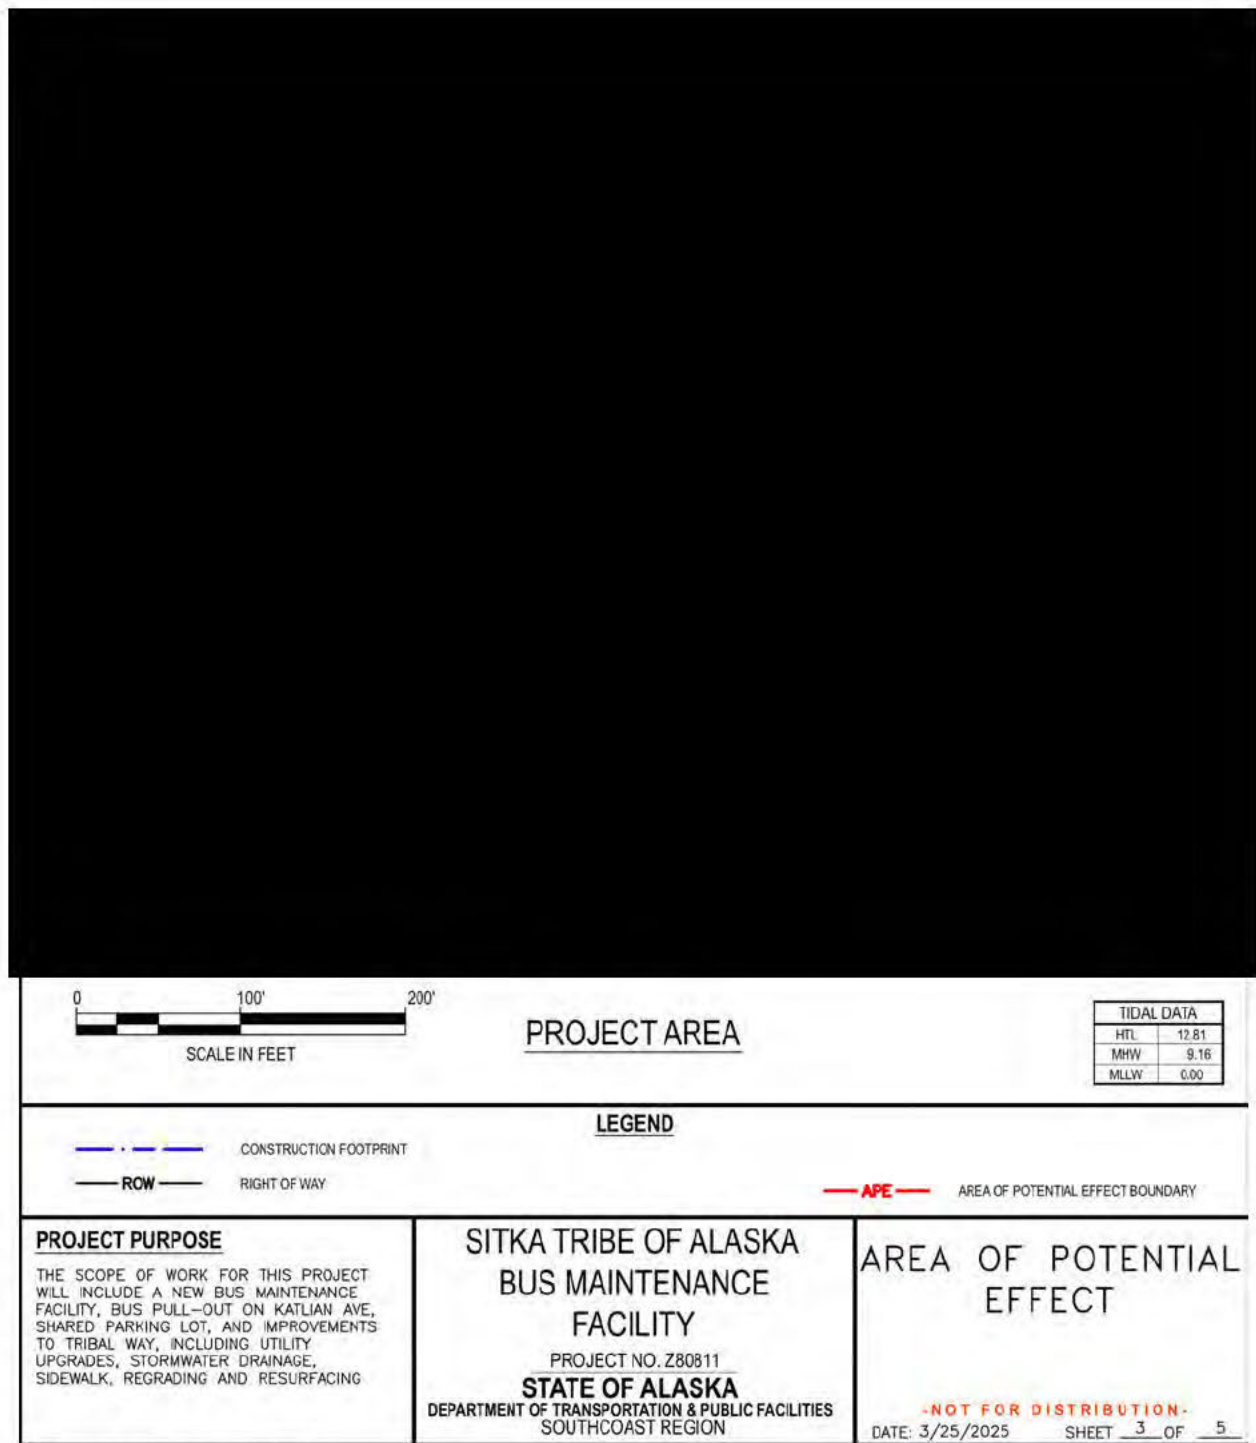 0 100' 200'
SCALE IN FEET
PROJECT AREA
TIDAL DATA
HTL 12.81
MHW 9.16
MLLW 0.00
LEGEND
CONSTRUCTION FOOTPRINT
ROW RIGHT OF WAY
APE AREA OF POTENTIAL EFFECT BOUNDARY
PROJECT PURPOSE
THE SCOPE OF WORK FOR THIS PROJECT
WILL INCLUDE A NEW BUS MAINTENANCE
FACILITY, BUS PULL-OUT ON KATLIAN AVE,
SHARED PARKING LOT, AND IMPROVEMENTS
TO TRIBAL WAY, INCLUDING UTILITY
UPGRADES, STORMWATER DRAINAGE,
SIDEWALK, REGRADING AND RESURFACING
SITKA TRIBE OF ALASKA
BUS MAINTENANCE
FACILITY
PROJECT NO. Z80811
STATE OF ALASKA
DEPARTMENT OF TRANSPORTATION & PUBLIC FACILITIES
SOUTHCOAST REGION
AREA OF POTENTIAL
EFFECT
-NOT FOR DISTRIBUTION-
DATE: 3/25/2025 SHEET 3 OF 5